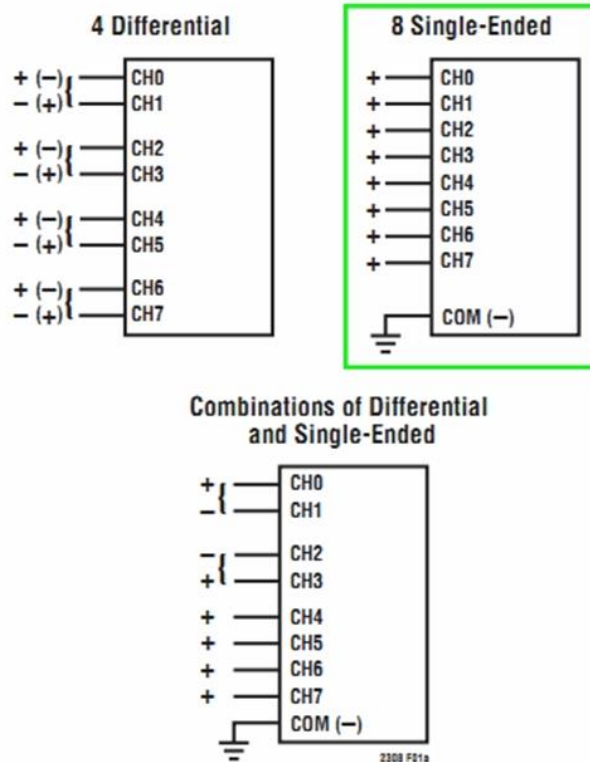 4 Differential
+ (−) { CH0
− (+) CH1
+ (−) { CH2
− (+) CH3
+ (−) { CH4
− (+) CH5
+ (−) { CH6
− (+) CH7
8 Single-Ended
+ CH0
+ CH1
+ CH2
+ CH3
+ CH4
+ CH5
+ CH6
+ CH7
COM (−)
Combinations of Differential
and Single-Ended
+ { CH0
− CH1
− { CH2
+ CH3
+ CH4
+ CH5
+ CH6
+ CH7
COM (−)
2308 F01a